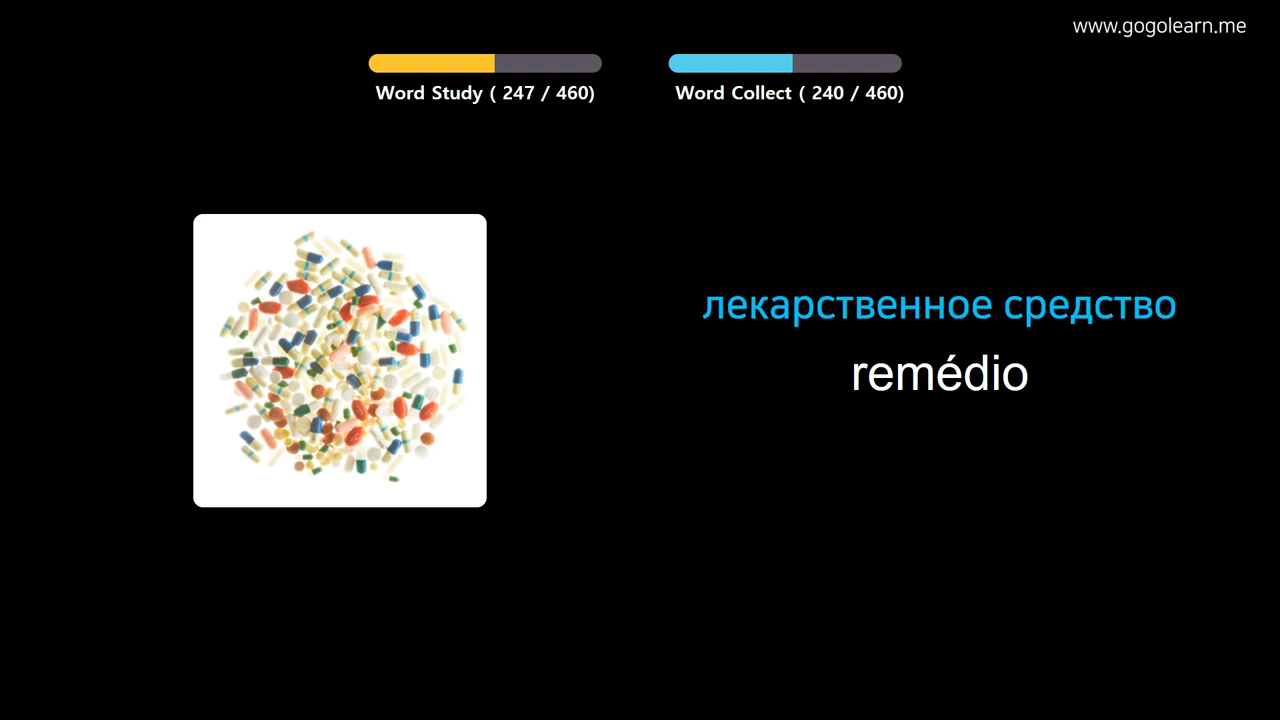 www.gogolearn.me
Word Study ( 247 / 460)
Word Collect ( 240 / 460)
лекарственное средство
remédio